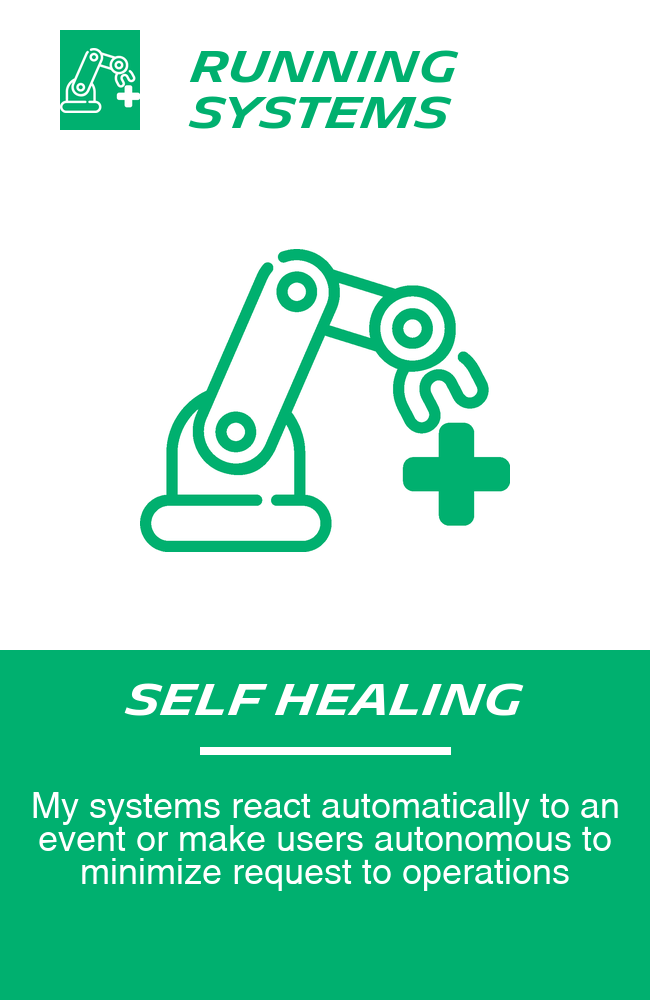 RUNNING
SYSTEMS
SELF HEALING
My systems react automatically to an
event or make users autonomous to
minimize request to operations